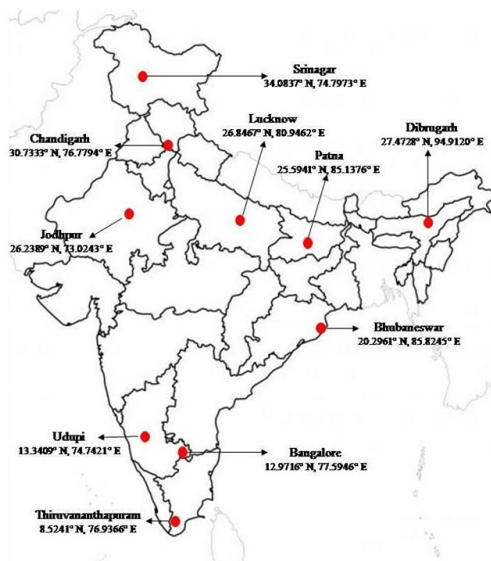 Srinagar
34.0837° N, 74.7973° E
Lucknow
26.8467° N, 80.9462° E
Dibrugarh
27.4728° N, 94.9120° E
Chandigarh
30.7333° N, 76.7794° E
Patna
25.5941° N, 85.1376° E
Jodhpur
26.2389° N, 73.0243° E
Bhubaneswar
20.2961° N, 85.8245° E
Udupi
13.3409° N, 74.7421° E
Bangalore
12.9716° N, 77.5946° E
Thiruvananthapuram
8.5241° N, 76.9366° E